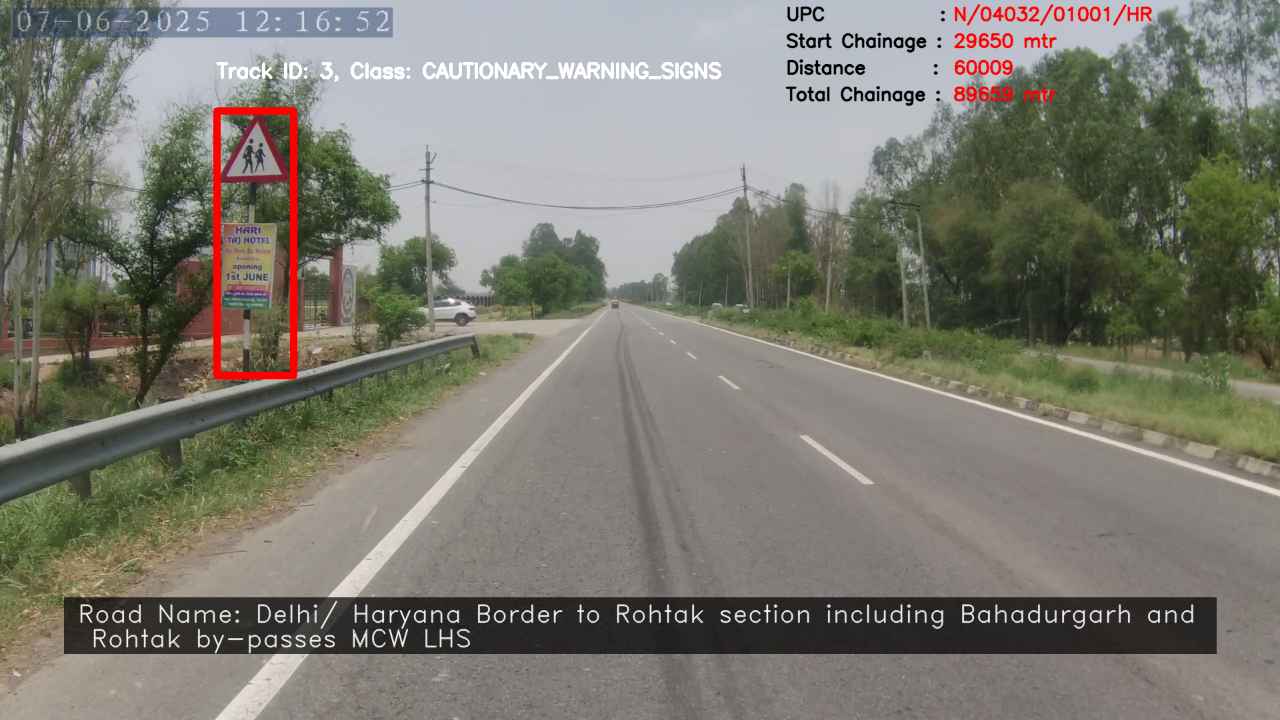 07-06-2025 12:16:52
UPC : N/04032/01001/HR
Start Chainage : 29650 mtr
Distance : 60009
Total Chainage : 89659 mtr
Track ID: 3, Class: CAUTIONARY_WARNING_SIGNS
HARI
HOTEL
opening
1st JUNE
Road Name: Delhi/ Haryana Border to Rohtak section including Bahadurgarh and
Rohtak by-passes MCW LHS